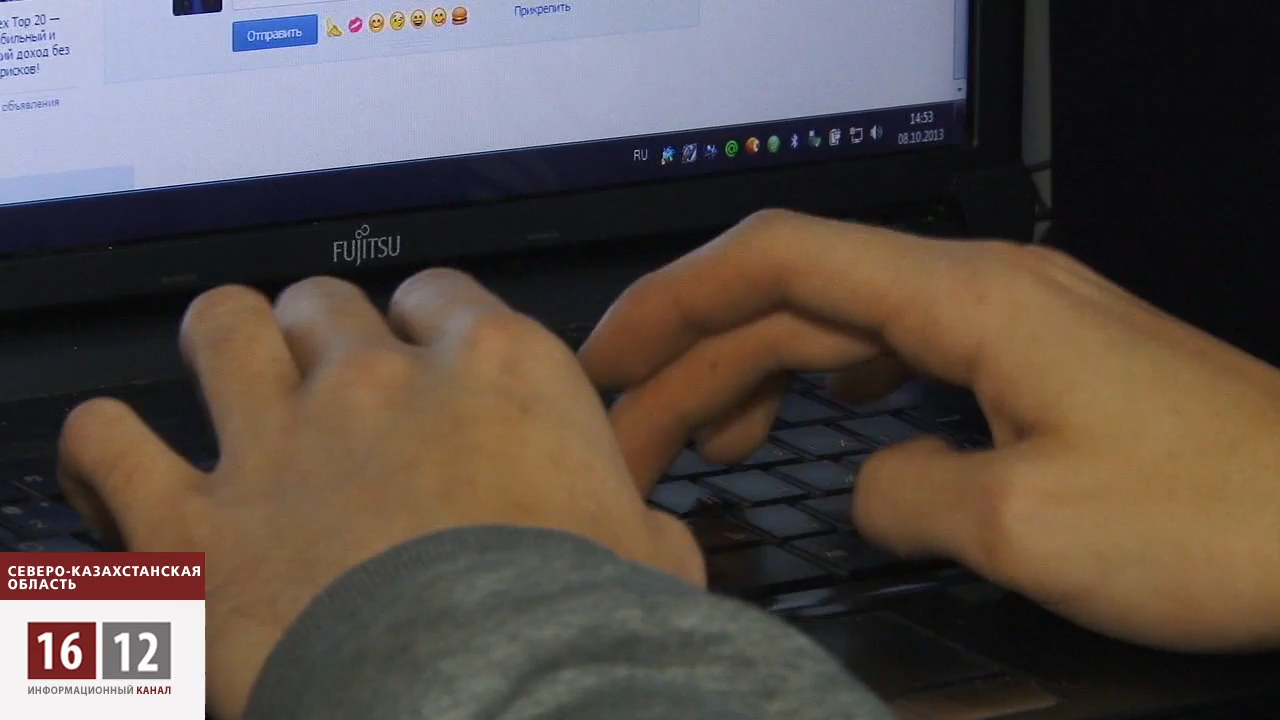 ex Top 20 —
бильный и
кий доход без
рисков!
объявления
Отправить
Прикрепить
RU
14:53
08.10.2013
FUJITSU
СЕВЕРО-КАЗАХСТАНСКАЯ
ОБЛАСТЬ
16 12
ИНФОРМАЦИОННЫЙ КАНАЛ